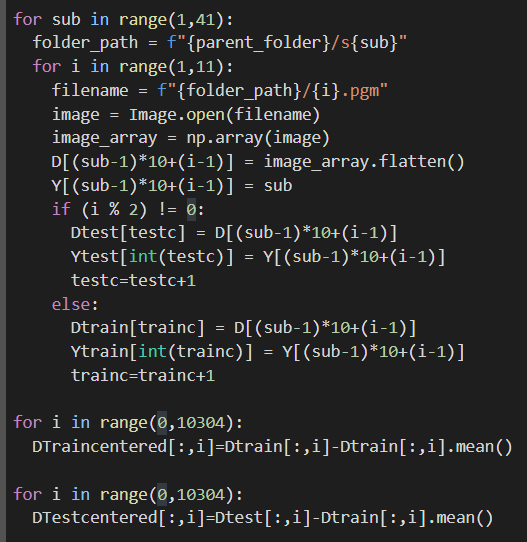 for sub in range(1,41):
  folder_path = f"{parent_folder}/s{sub}"
  for i in range(1,11):
    filename = f"{folder_path}/{i}.pgm"
    image = Image.open(filename)
    image_array = np.array(image)
    D[(sub-1)*10+(i-1)] = image_array.flatten()
    Y[(sub-1)*10+(i-1)] = sub
    if (i % 2) != 0:
      Dtest[testc] = D[(sub-1)*10+(i-1)]
      Ytest[int(testc)] = Y[(sub-1)*10+(i-1)]
      testc=testc+1
    else:
      Dtrain[trainc] = D[(sub-1)*10+(i-1)]
      Ytrain[int(trainc)] = Y[(sub-1)*10+(i-1)]
      trainc=trainc+1

for i in range(0,10304):
  DTraincentered[:,i]=Dtrain[:,i]-Dtrain[:,i].mean()

for i in range(0,10304):
  DTestcentered[:,i]=Dtest[:,i]-Dtrain[:,i].mean()